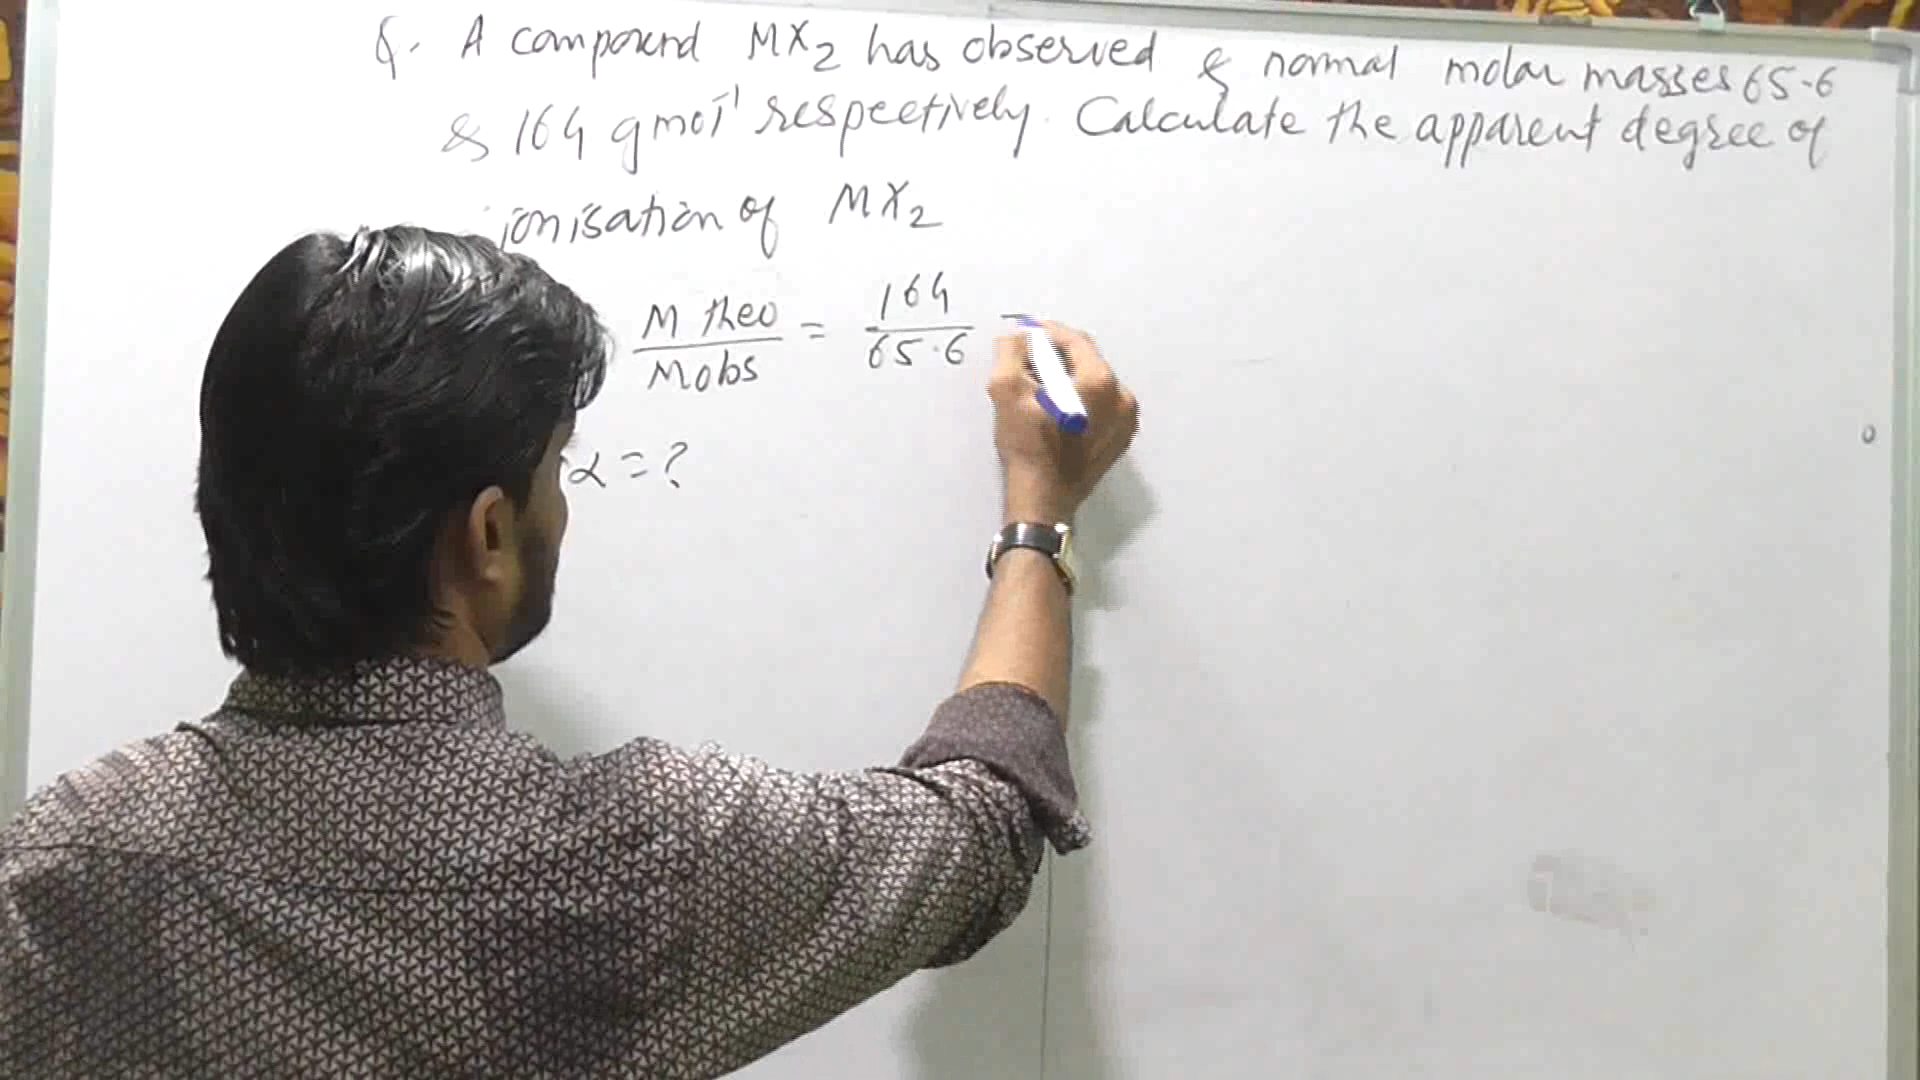 Q. A compound MX₂ has observed & normal molar masses 65.6
& 164 gmol⁻¹ respectively. Calculate the apparent degree of
ionisation of MX₂
M theo / Mobs = 164 / 65.6 =
α = ?